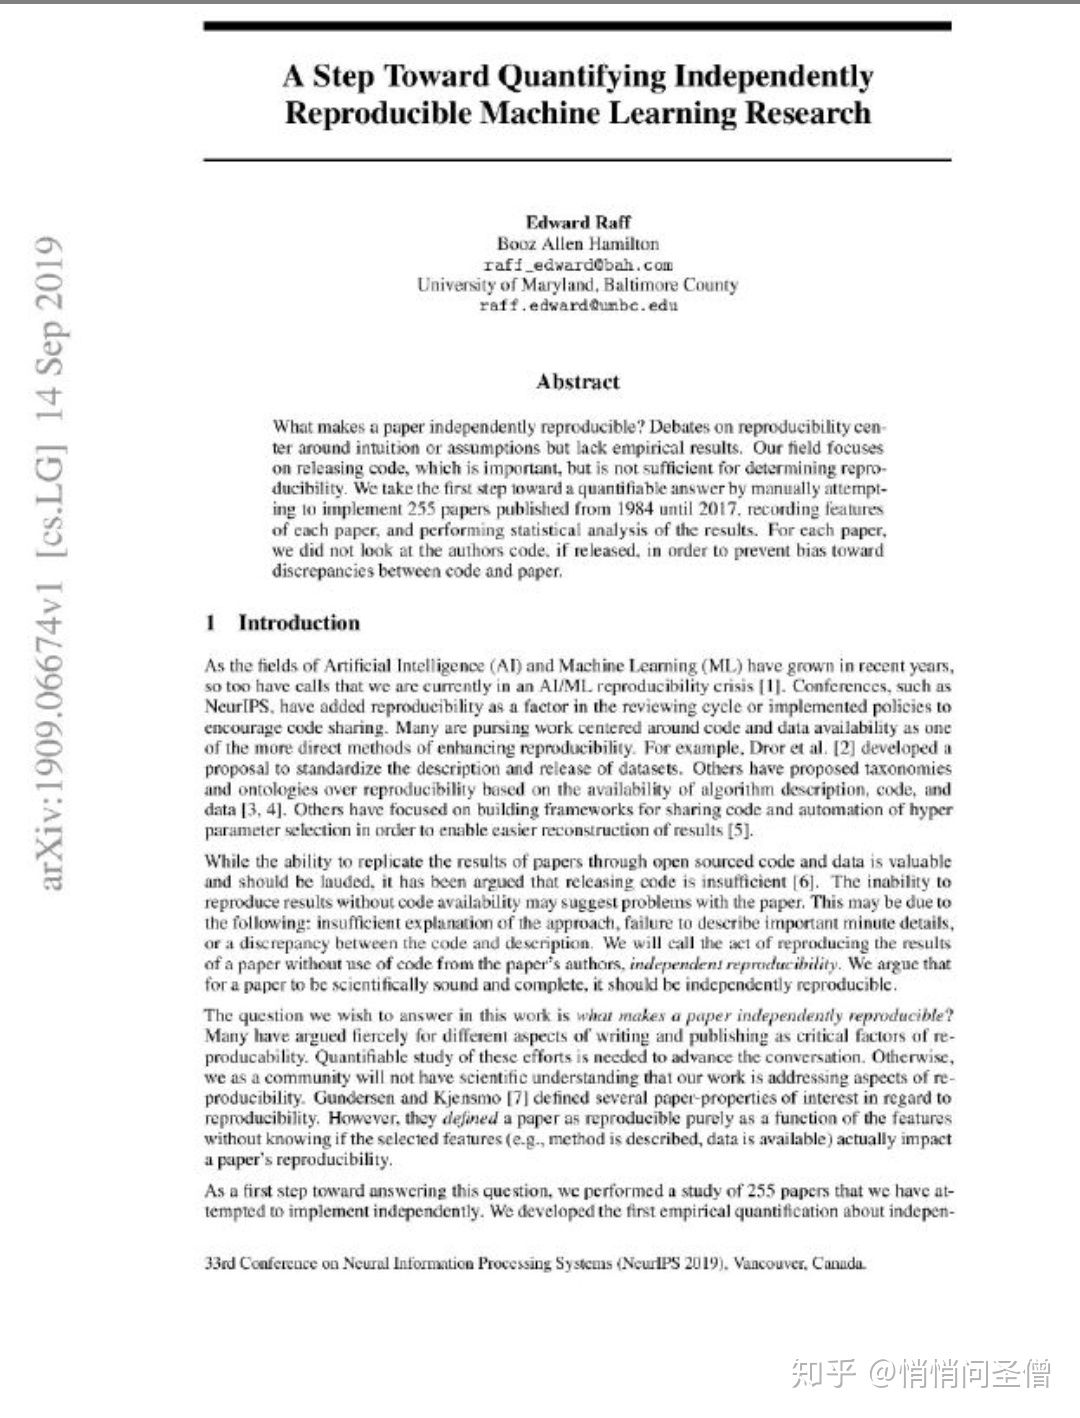 A Step Toward Quantifying Independently
Reproducible Machine Learning Research
Edward Raff
Booz Allen Hamilton
raff_edward@bah.com
University of Maryland, Baltimore County
raff.edward@umbc.edu
arXiv:1909.06674v1 [cs.LG] 14 Sep 2019
Abstract
What makes a paper independently reproducible? Debates on reproducibility cen-
ter around intuition or assumptions but lack empirical results. Our field focuses
on releasing code, which is important, but is not sufficient for determining repro-
ducibility. We take the first step toward a quantifiable answer by manually attempt-
ing to implement 255 papers published from 1984 until 2017, recording features
of each paper, and performing statistical analysis of the results. For each paper,
we did not look at the authors code, if released, in order to prevent bias toward
discrepancies between code and paper.
1 Introduction
As the fields of Artificial Intelligence (AI) and Machine Learning (ML) have grown in recent years,
so too have calls that we are currently in an AI/ML reproducibility crisis [1]. Conferences, such as
NeurIPS, have added reproducibility as a factor in the reviewing cycle or implemented policies to
encourage code sharing. Many are pursing work centered around code and data availability as one
of the more direct methods of enhancing reproducibility. For example, Dror et al. [2] developed a
proposal to standardize the description and release of datasets. Others have proposed taxonomies
and ontologies over reproducibility based on the availability of algorithm description, code, and
data [3, 4]. Others have focused on building frameworks for sharing code and automation of hyper
parameter selection in order to enable easier reconstruction of results [5].
While the ability to replicate the results of papers through open sourced code and data is valuable
and should be lauded, it has been argued that releasing code is insufficient [6]. The inability to
reproduce results without code availability may suggest problems with the paper. This may be due to
the following: insufficient explanation of the approach, failure to describe important minute details,
or a discrepancy between the code and description. We will call the act of reproducing the results
of a paper without use of code from the paper's authors, independent reproducibility. We argue that
for a paper to be scientifically sound and complete, it should be independently reproducible.
The question we wish to answer in this work is what makes a paper independently reproducible?
Many have argued fiercely for different aspects of writing and publishing as critical factors of re-
producability. Quantifiable study of these efforts is needed to advance the conversation. Otherwise,
we as a community will not have scientific understanding that our work is addressing aspects of re-
producibility. Gundersen and Kjensmo [7] defined several paper-properties of interest in regard to
reproducibility. However, they defined a paper as reproducible purely as a function of the features
without knowing if the selected features (e.g., method is described, data is available) actually impact
a paper's reproducibility.
As a first step toward answering this question, we performed a study of 255 papers that we have at-
tempted to implement independently. We developed the first empirical quantification about indepen-
33rd Conference on Neural Information Processing Systems (NeurIPS 2019), Vancouver, Canada.
知乎 @悄悄问圣僧